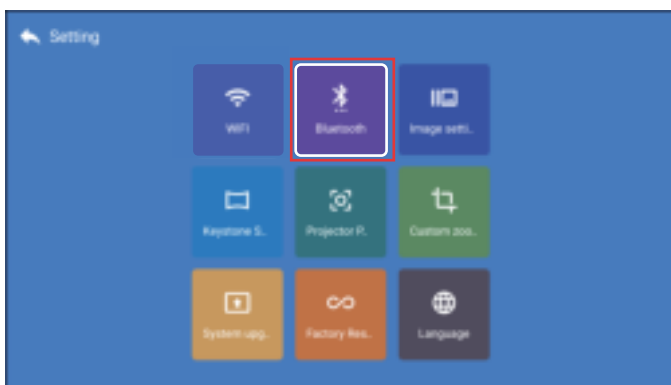 Setting
WiFi
Bluetooth
Image setti..
Keystone S..
Projector P..
Custom zoo..
System upg..
Factory Res..
Language